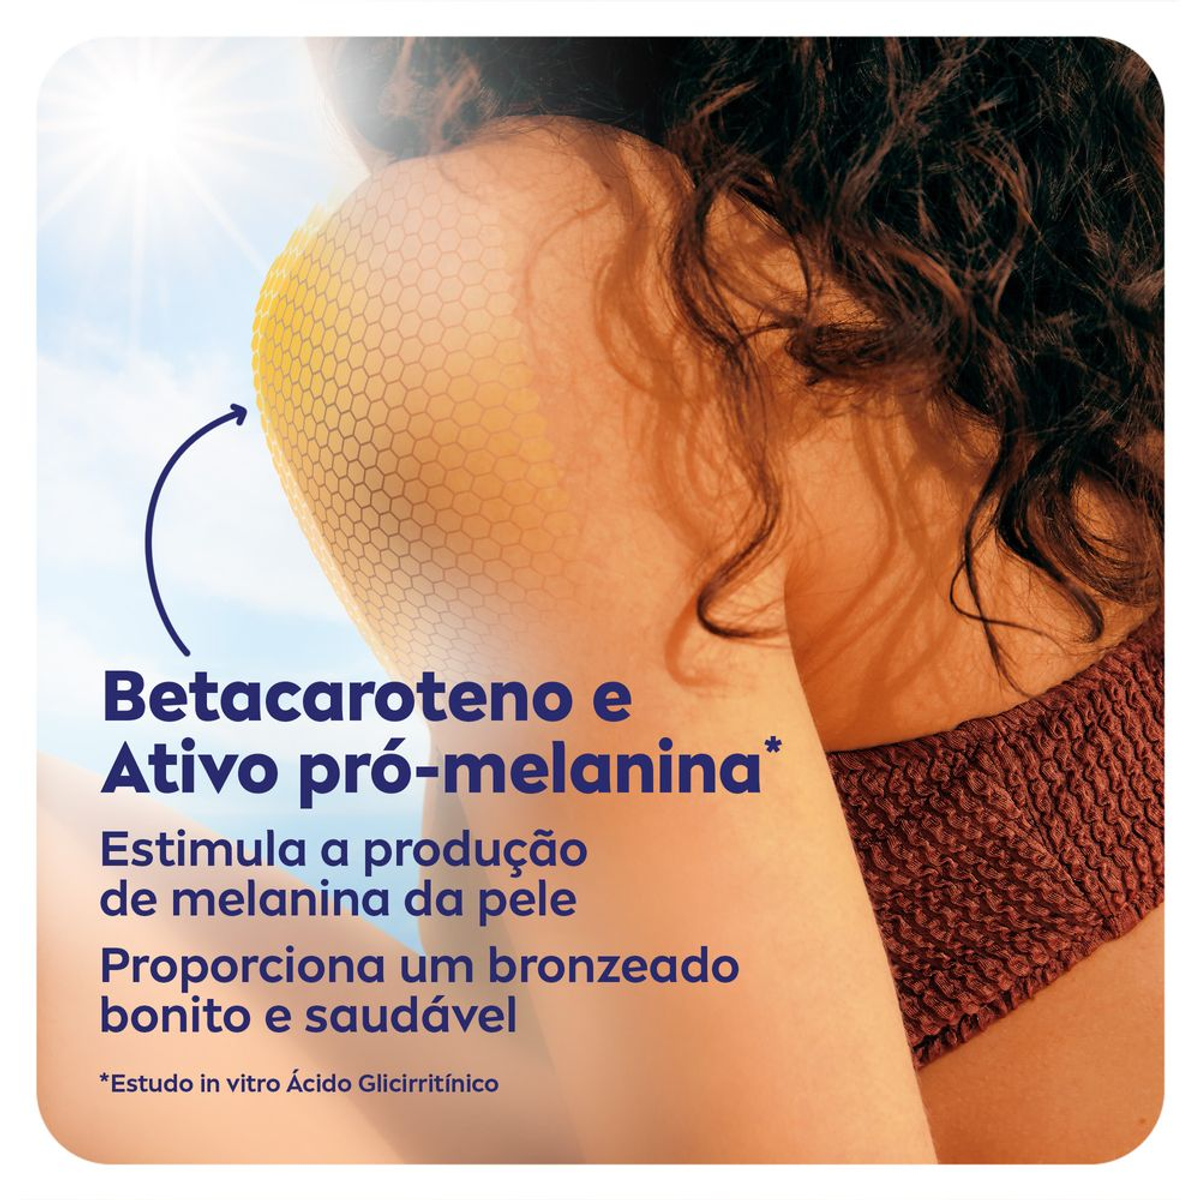 Betacaroteno e
Ativo pró-melanina*
Estimula a produção
de melanina da pele
Proporciona um bronzeado
bonito e saudável
*Estudo in vitro Ácido Glicirritínico